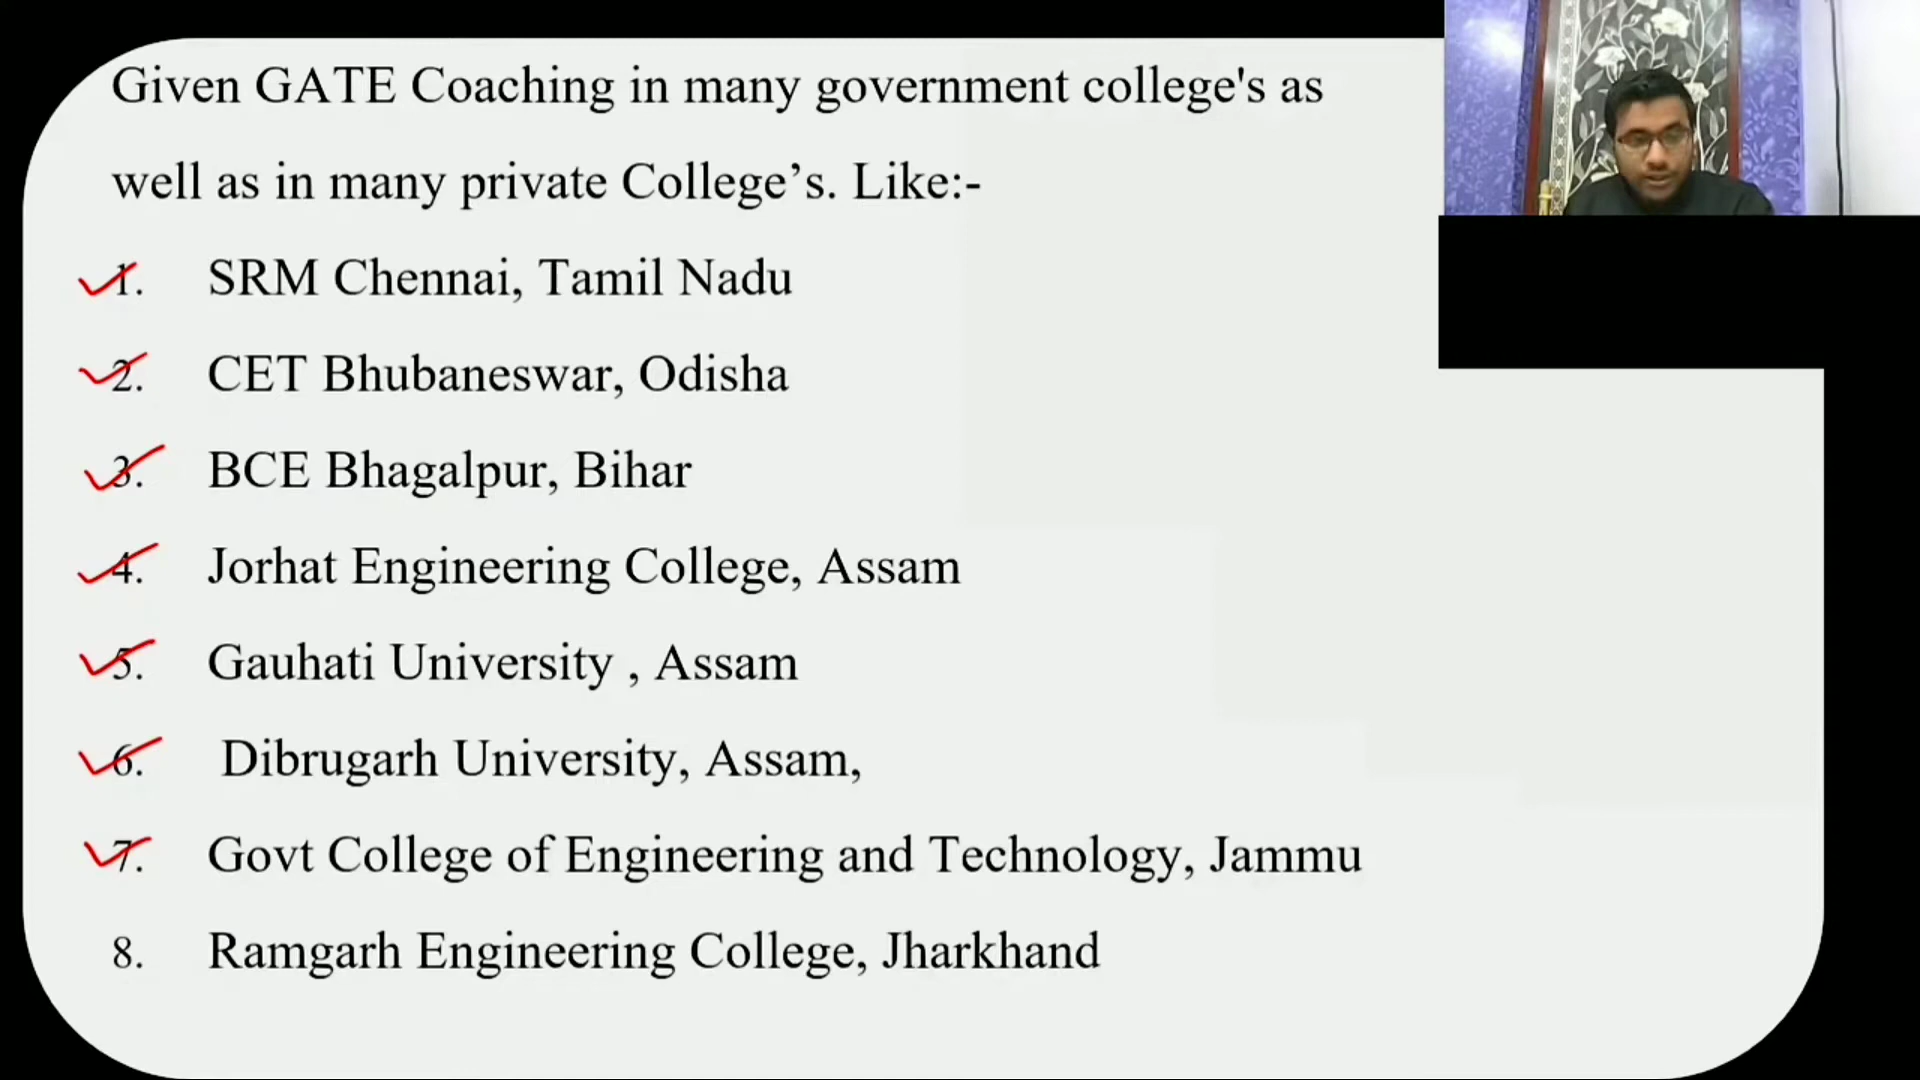 Given GATE Coaching in many government college's as
well as in many private College’s. Like:-
1. SRM Chennai, Tamil Nadu
2. CET Bhubaneswar, Odisha
3. BCE Bhagalpur, Bihar
4. Jorhat Engineering College, Assam
5. Gauhati University , Assam
6. Dibrugarh University, Assam,
7. Govt College of Engineering and Technology, Jammu
8. Ramgarh Engineering College, Jharkhand